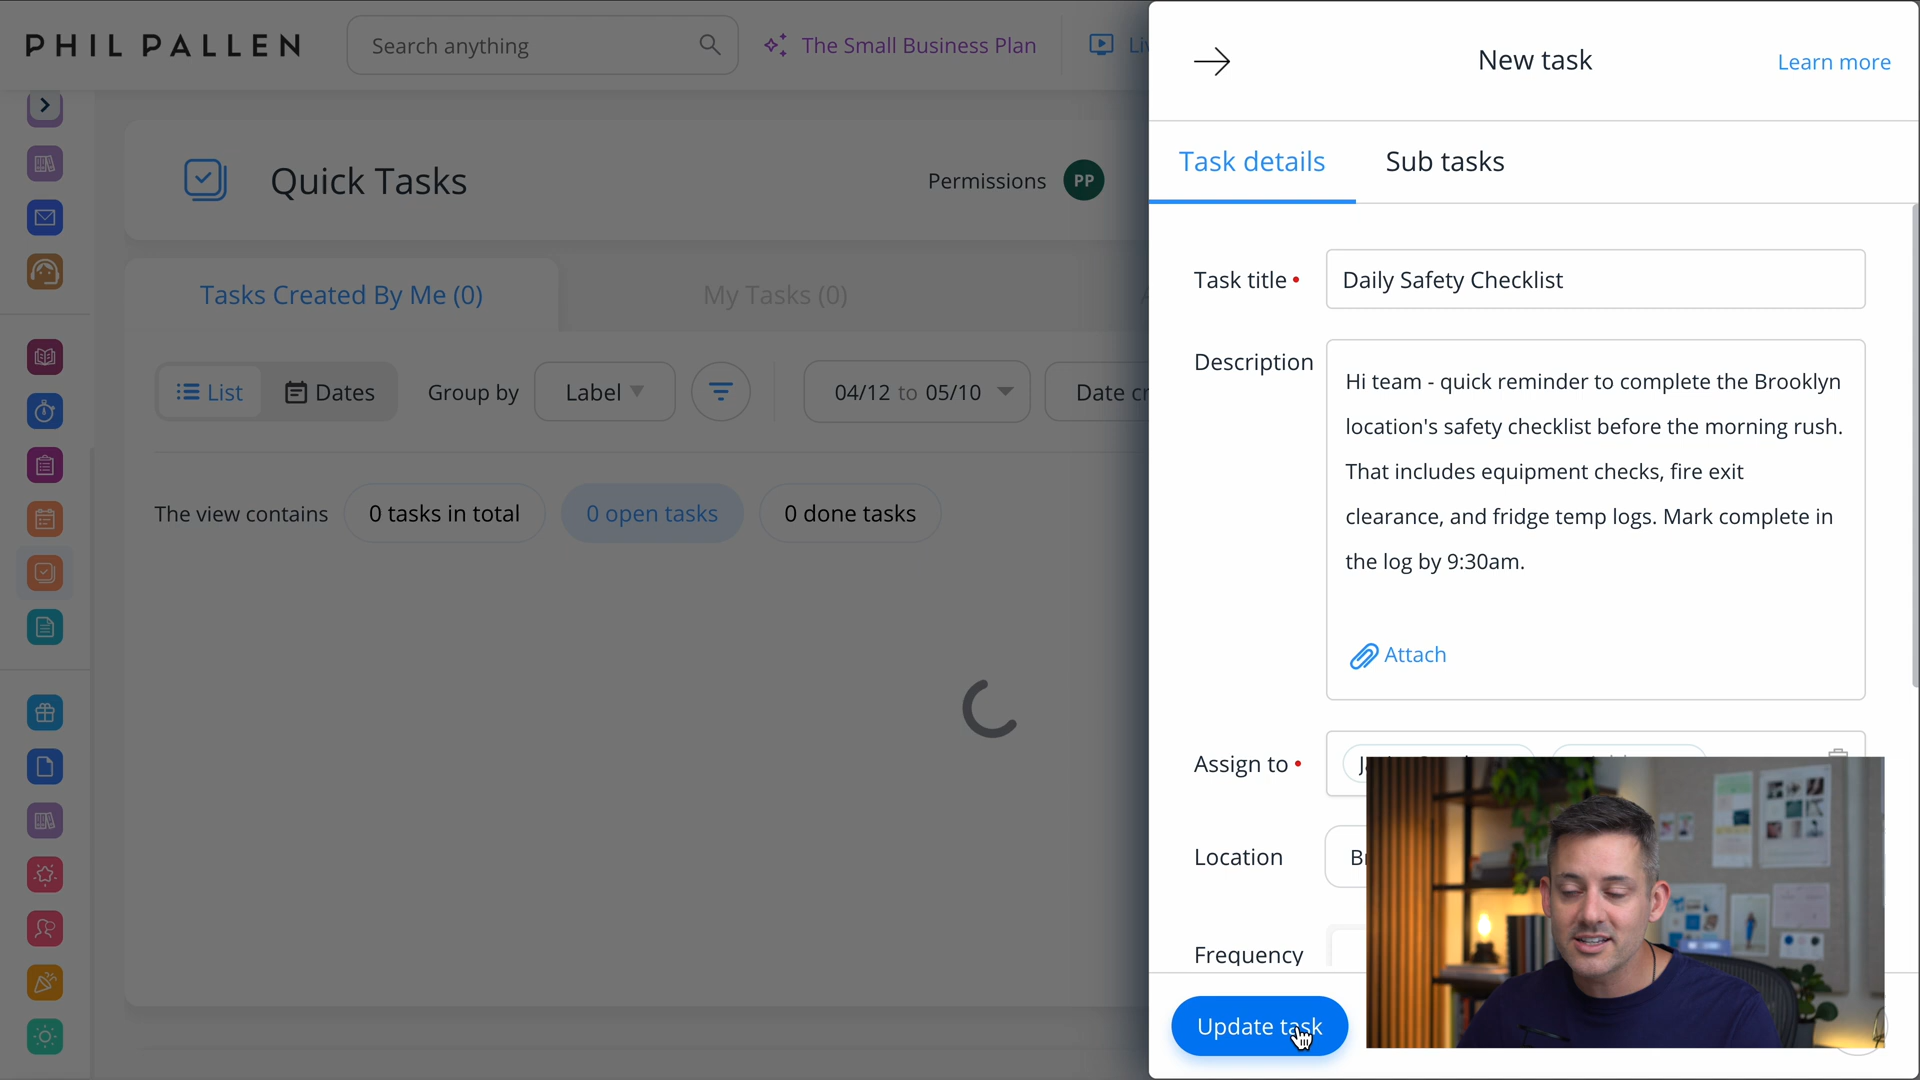 PHIL PALLEN
Search anything
The Small Business Plan
New task
Learn more
Quick Tasks
Permissions
PP
Task details
Sub tasks
Tasks Created By Me (0)
My Tasks (0)
Task title •
Daily Safety Checklist
List
Dates
Group by
Label
04/12 to 05/10
Description
Hi team - quick reminder to complete the Brooklyn
location's safety checklist before the morning rush.
That includes equipment checks, fire exit
clearance, and fridge temp logs. Mark complete in
the log by 9:30am.
Attach
The view contains
0 tasks in total
0 open tasks
0 done tasks
Assign to •
Location
Frequency
Update task